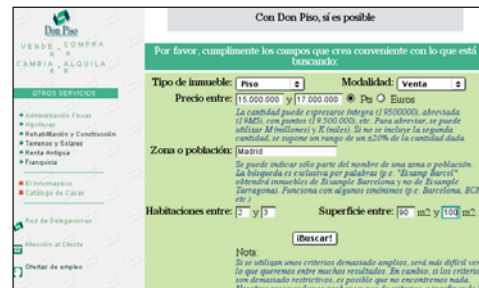 Don Piso
VENDER COMPRAR
CAMBIAR ALQUILAR
OTROS SERVICIOS
Administración Fincas
Hipotecas
Rehabilitación y Construcción
Terrenos y Solares
Renta Antigua
Franquicia
El Informapisos
Catálogo de Casas
Red de Delegaciones
Atención al Cliente
Ofertas de empleo
Con Don Piso, sí es posible
Por favor, cumplimente los campos que crea conveniente con lo que está
buscando:
Tipo de inmueble: Piso Modalidad: Venta
Precio entre: 15.000.000 y 17.000.000 Pts Euros
La cantidad puede expresarse íntegra (19500000), abreviada
(19M5), con puntos (19.500.000), etc. Para abreviar, se puede
utilizar M (millones) y K (miles). Si no se incluye la segunda
cantidad, se supone un rango de un ±20% de la cantidad dada
Zona o población: Madrid
Se puede indicar sólo parte del nombre de una zona o población.
La búsqueda es exclusiva por palabras (p.e. "Eixamp Barcel"
obtendrá inmuebles de Eixample Barcelona y no de Eixample
Tarragona). Funciona con algunos sinónimos (p.e. Barcelona, BCN
etc.)
Habitaciones entre: 2 y 3 Superficie entre: 90 m2 y 100 m2
¡Buscar!
Nota:
Si se utilizan unos criterios demasiado amplios, será más difícil ver
lo que queremos entre muchos resultados. En cambio, si los criterios
son demasiado restrictivos, es posible que no encontremos nada.